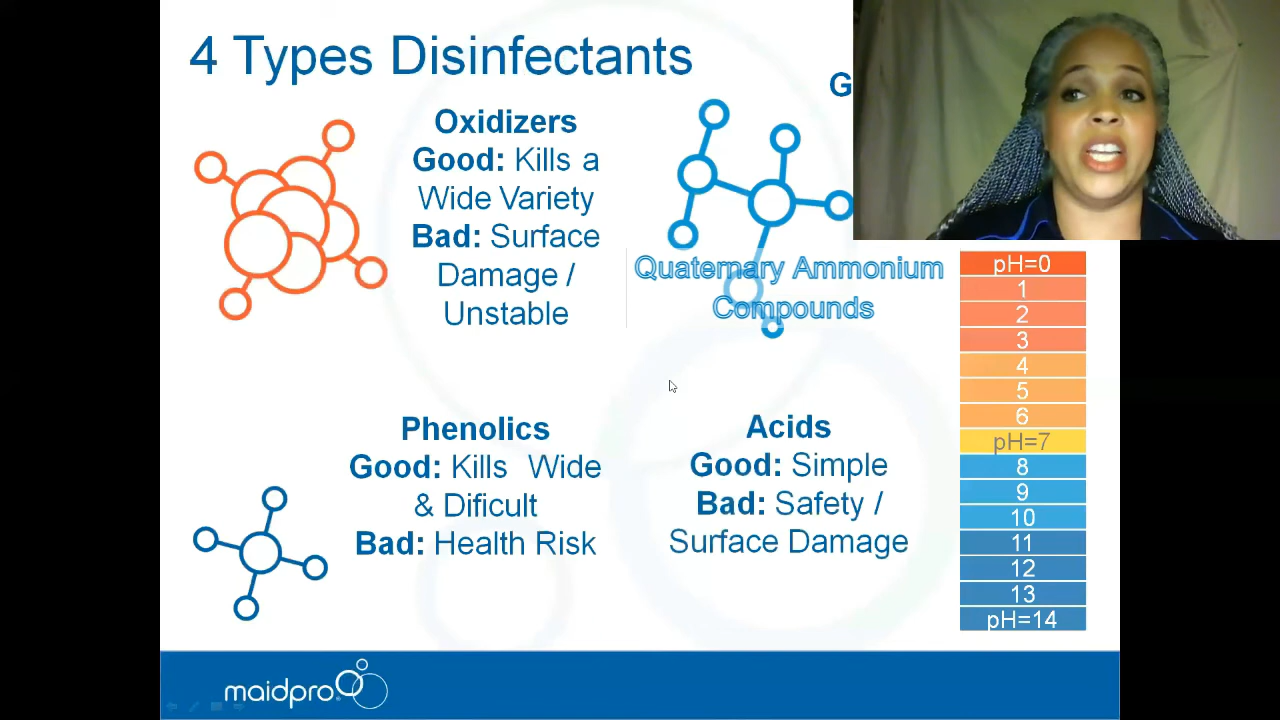 4 Types Disinfectants
G
Oxidizers
Good: Kills a
Wide Variety
Bad: Surface
Damage /
Unstable
Quaternary Ammonium
Compounds
Phenolics
Good: Kills Wide
& Dificult
Bad: Health Risk
Acids
Good: Simple
Bad: Safety /
Surface Damage
pH=0
1
2
3
4
5
6
pH=7
8
9
10
11
12
13
pH=14
maidpro